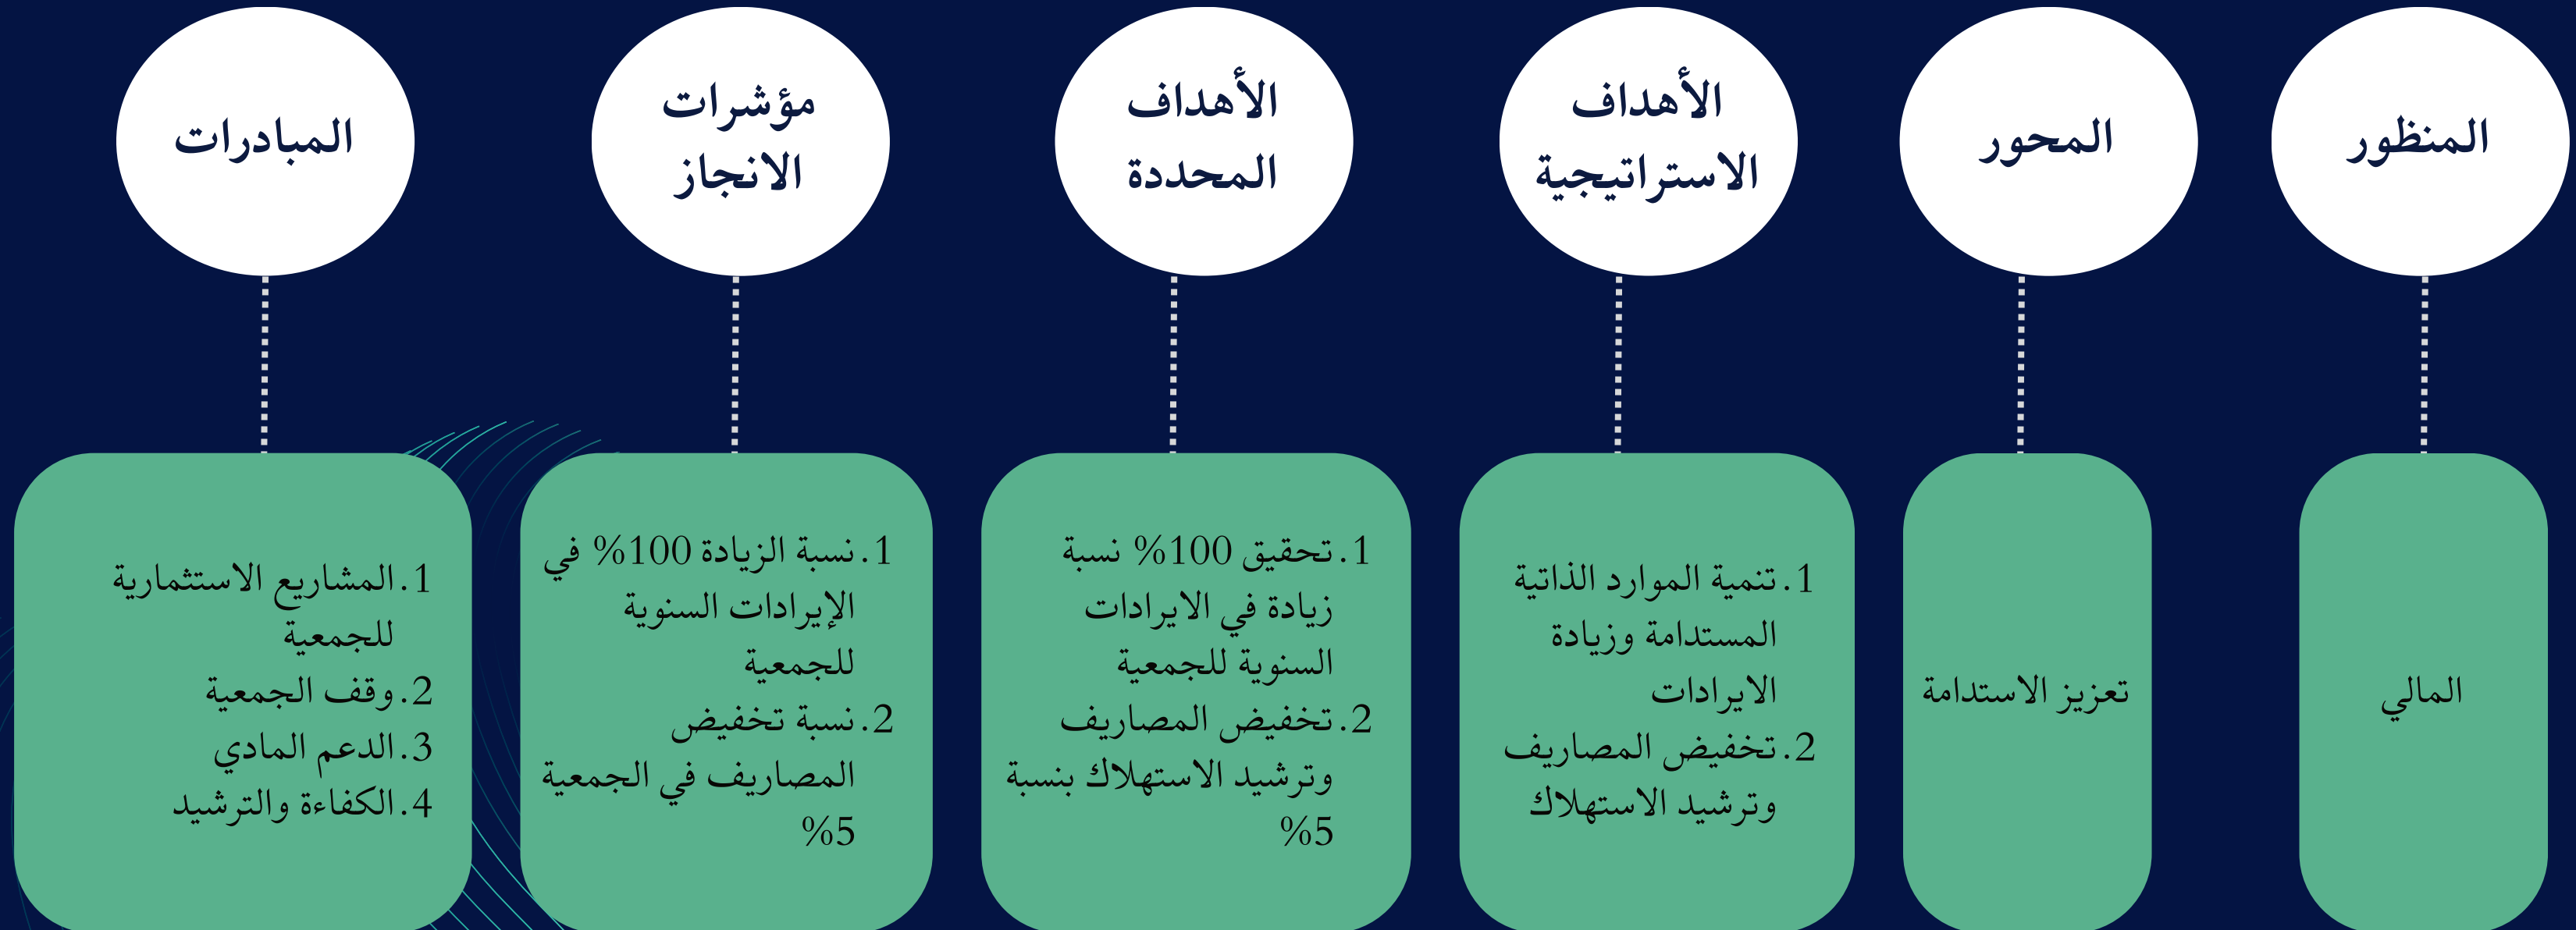 المنظور
المحور
الأهداف
الاستراتيجية
الأهداف
المحددة
مؤشرات
الانجاز
المبادرات
المالي
تعزيز الاستدامة
1. تنمية الموارد الذاتية
المستدامة وزيادة
الايرادات
2. تخفيض المصاريف
وترشيد الاستهلاك
1. تحقيق 100% نسبة
زيادة في الايرادات
السنوية للجمعية
2. تخفيض المصاريف
وترشيد الاستهلاك بنسبة
5%
1. نسبة الزيادة 100% في
الإيرادات السنوية
للجمعية
2. نسبة تخفيض
المصاريف في الجمعية
5%
1. المشاريع الاستثمارية
للجمعية
2. وقف الجمعية
3. الدعم المادي
4. الكفاءة والترشيد